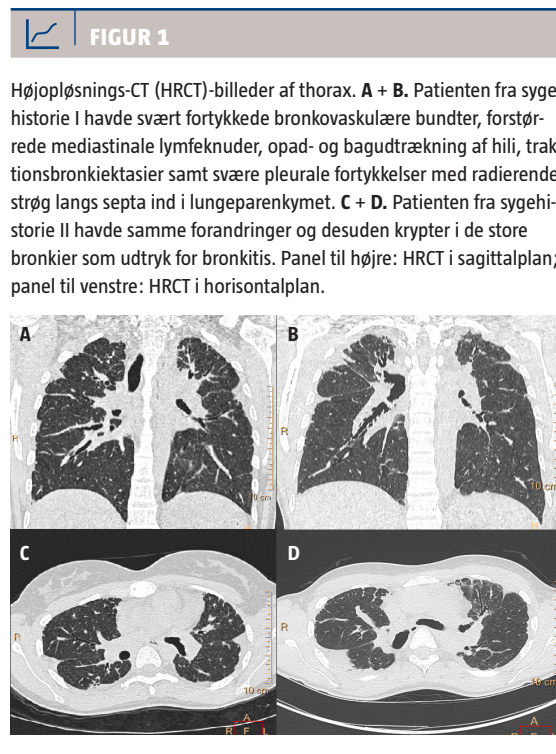 FIGUR 1
Højopløsnings-CT (HRCT)-billeder af thorax. A + B. Patienten fra syge
historie I havde svært fortykkede bronkovaskulære bundter, forstør-
rede mediastinale lymfeknuder, opad- og bagudtrækning af hili, trak
tionsbronkiektasier samt svære pleurale fortykkelser med radierende
strøg langs septa ind i lungeparenkymet. C + D. Patienten fra sygehi-
storie II havde samme forandringer og desuden krypter i de store
bronkier som udtryk for bronkitis. Panel til højre: HRCT i sagittalplan;
panel til venstre: HRCT i horisontalplan.
A
B
R
R
10 cm
10 cm
C
D
R
R
10 cm
10 cm
A
A
R F L
R F L